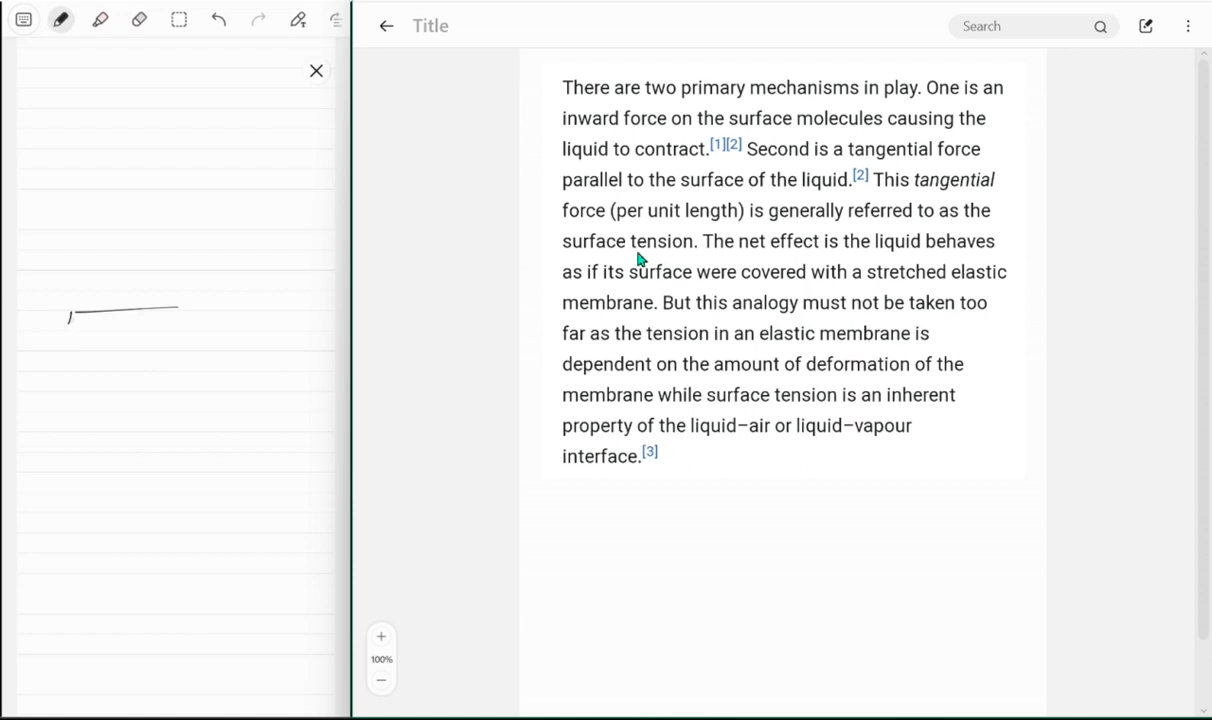 Title
Search
There are two primary mechanisms in play. One is an
inward force on the surface molecules causing the
liquid to contract.[1][2] Second is a tangential force
parallel to the surface of the liquid.[2] This tangential
force (per unit length) is generally referred to as the
surface tension. The net effect is the liquid behaves
as if its surface were covered with a stretched elastic
membrane. But this analogy must not be taken too
far as the tension in an elastic membrane is
dependent on the amount of deformation of the
membrane while surface tension is an inherent
property of the liquid–air or liquid–vapour
interface.[3]
100%